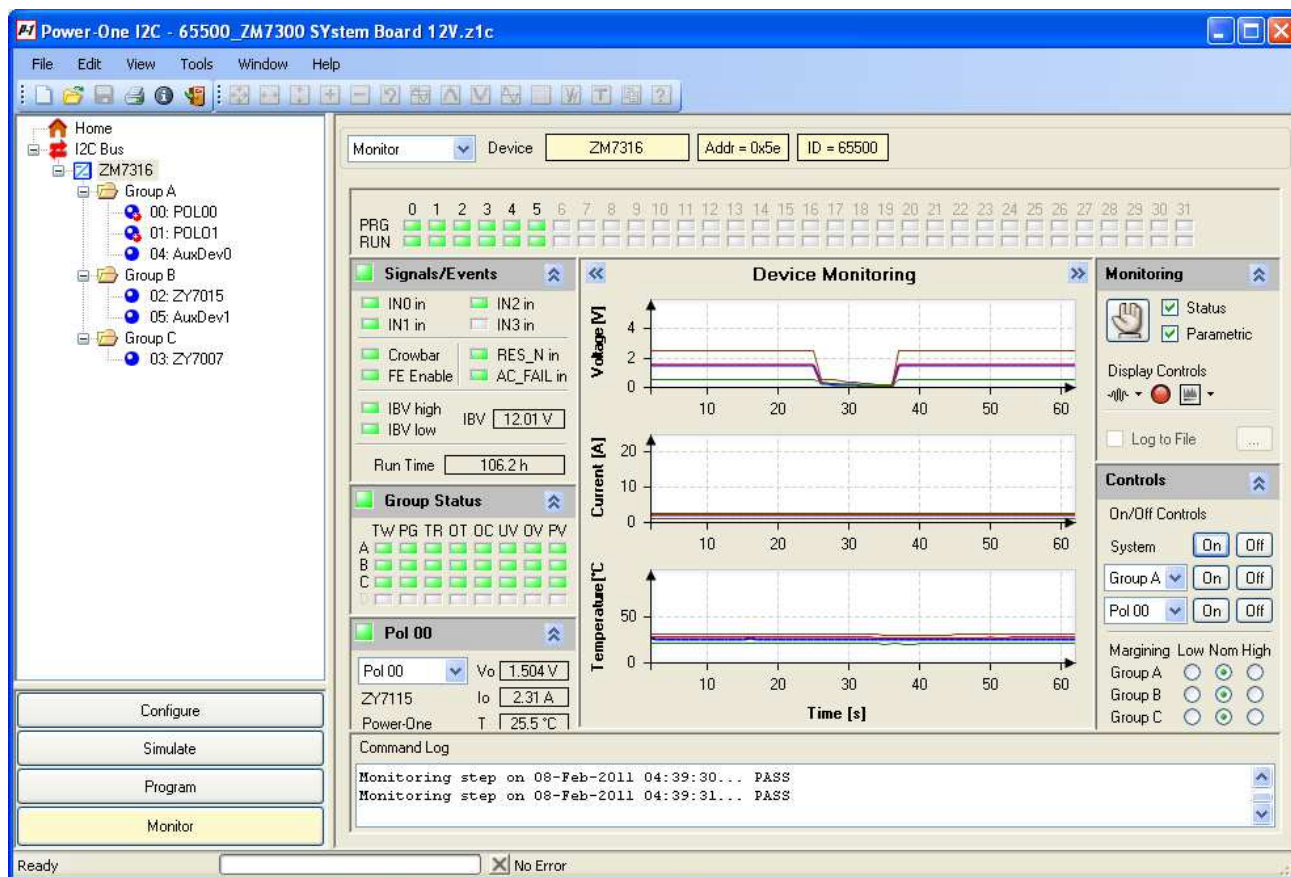 Power-One I2C - 65500_ZM7300 SYstem Board 12V.z1c
File Edit View Tools Window Help
Home
I2C Bus
ZM7316
Group A
00: POL00
01: POL01
04: AuxDev0
Group B
02: ZY7015
05: AuxDev1
Group C
03: ZY7007
Configure
Simulate
Program
Monitor
Monitor Device ZM7316 Addr = 0x5e ID = 65500
0 1 2 3 4 5 6 7 8 9 10 11 12 13 14 15 16 17 18 19 20 21 22 23 24 25 26 27 28 29 30 31
PRG
RUN
Signals/Events
IN0 in IN2 in
IN1 in IN3 in
Crowbar RES_N in
FE Enable AC_FAIL in
IBV high
IBV low
IBV 12.01 V
Run Time 106.2 h
Group Status
TW PG TR OT OC UV OV PV
A
B
C
D
Pol 00
Pol 00 Vo 1.504 V
ZY7115 Io 2.31 A
Power-One T 25.5 °C
Device Monitoring
Voltage [V]
4
2
0
10 20 30 40 50 60
Current [A]
20
10
0
10 20 30 40 50 60
Temperature[°C
50
0
10 20 30 40 50 60
Time [s]
Monitoring
Status
Parametric
Display Controls
Log to File ...
Controls
On/Off Controls
System On Off
Group A On Off
Pol 00 On Off
Margining Low Nom High
Group A
Group B
Group C
Command Log
Monitoring step on 08-Feb-2011 04:39:30... PASS
Monitoring step on 08-Feb-2011 04:39:31... PASS
Ready No Error